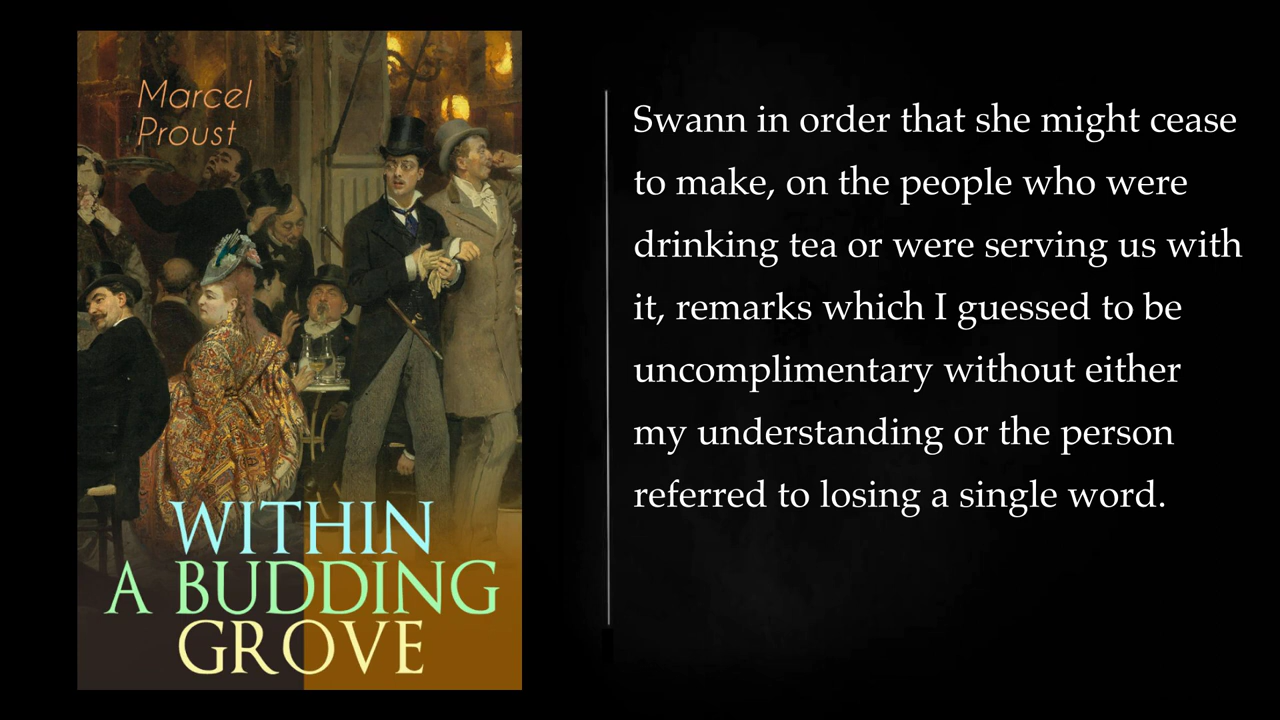 Marcel
Proust
WITHIN
A BUDDING
GROVE
Swann in order that she might cease
to make, on the people who were
drinking tea or were serving us with
it, remarks which I guessed to be
uncomplimentary without either
my understanding or the person
referred to losing a single word.